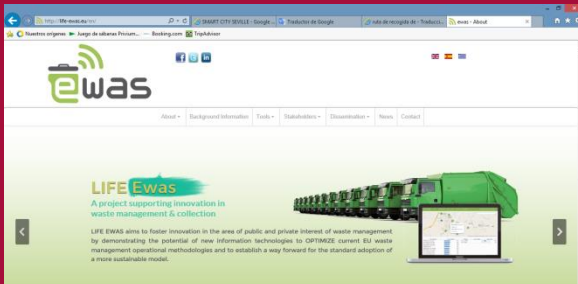 http://life-ewas.eu/en/
SMART CITY SEVILLE - Google ...
Traductor de Google
ruta de recogida de - Traducci...
ewas - About
Nuestros orígenes
Juego de sábanas Privium...
Booking.com
TripAdvisor
ewas
About
Background Information
Tools
Stakeholders
Dissemination
News
Contact
LIFE Ewas
A project supporting innovation in
waste management & collection
LIFE EWAS aims to foster innovation in the area of public and private interest of waste management
by demonstrating the potential of new information technologies to OPTIMIZE current EU waste
management operational methodologies and to establish a way forward for the standard adoption of
a more sustainable model.